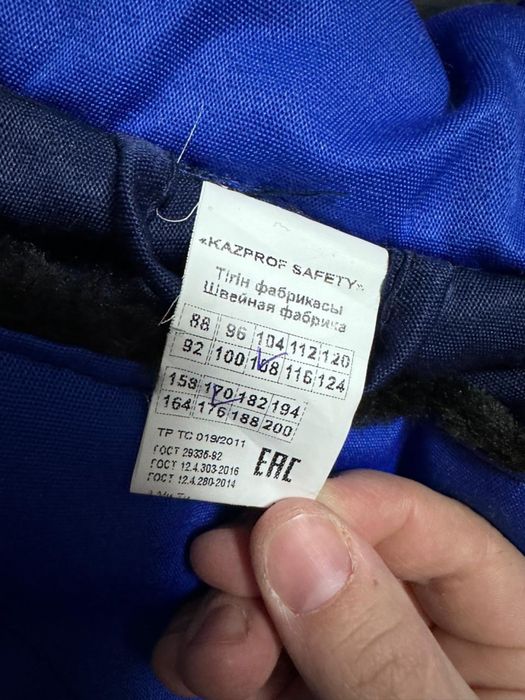 «KAZPROF SAFETY»
Тігін фабрикасы
Швейная фабрика
88 96 104 112 120
92 100 108 116 124
158 170 182 194
164 176 188 200
ТР ТС 019/2011
ГОСТ 29335-92
ГОСТ 12.4.303-2016
ГОСТ 12.4.280-2014
EAC